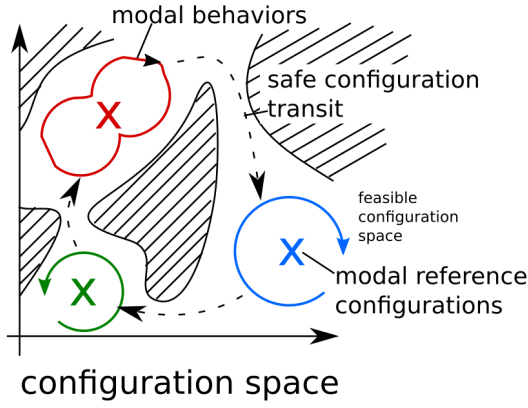 modal behaviors
safe configuration
transit
feasible
configuration
space
modal reference
configurations
configuration space